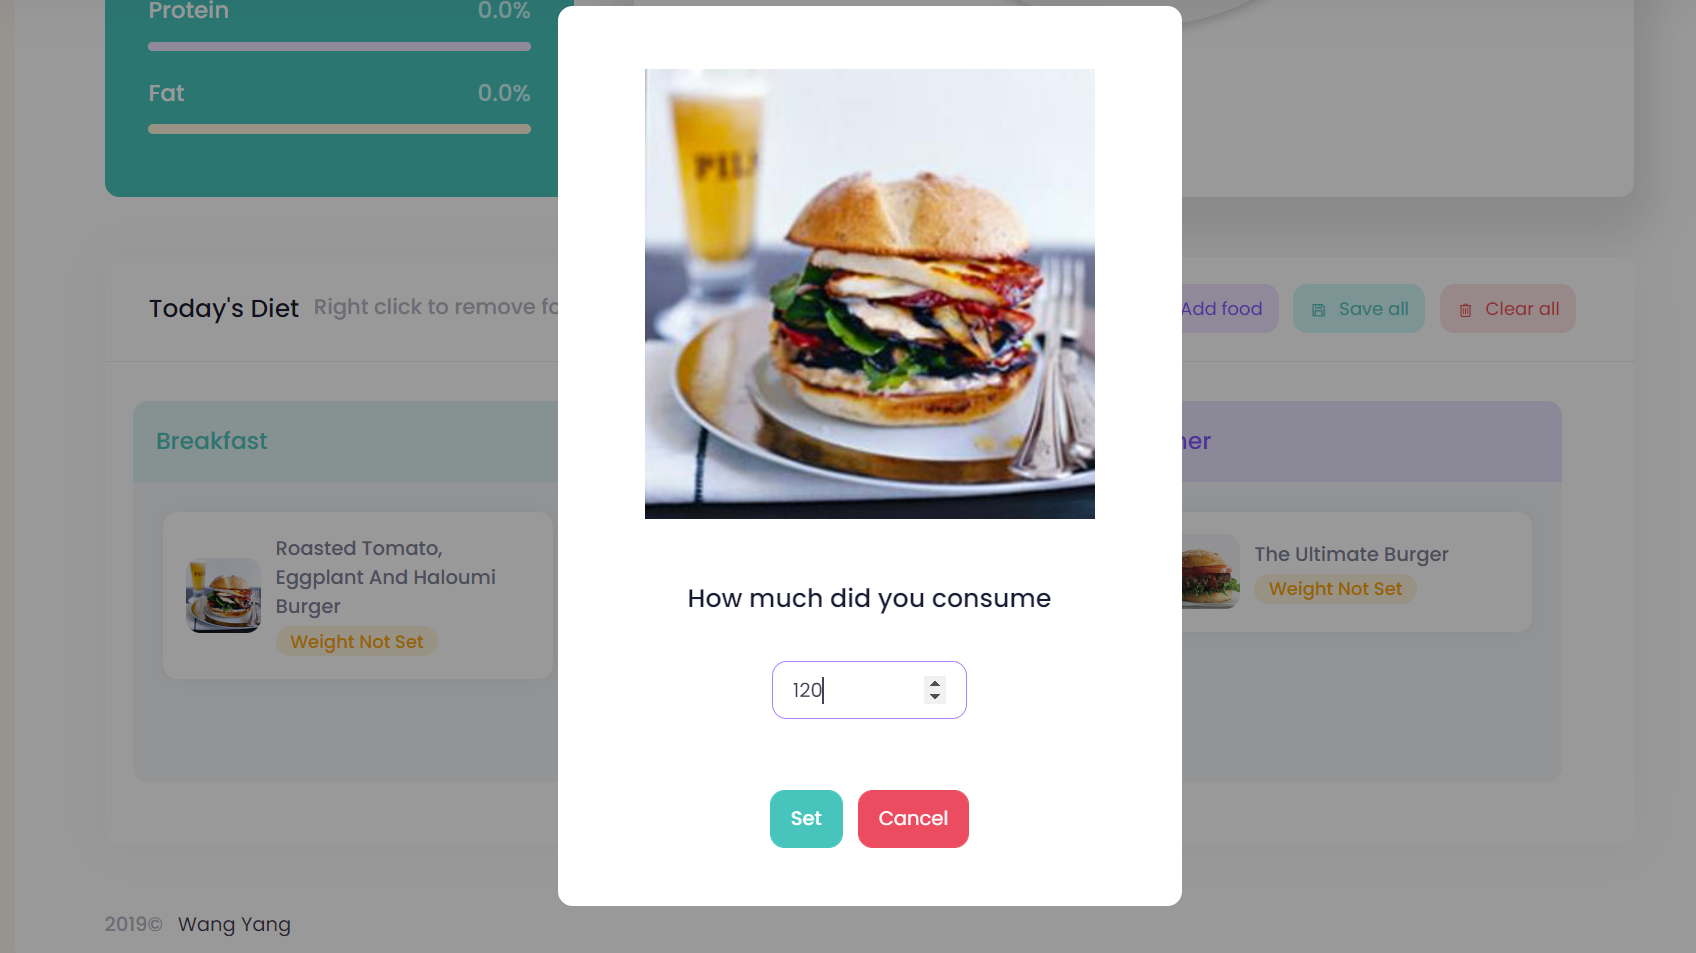 Protein 0.0%
Fat 0.0%
PILS
Today's Diet Right click to remove fo
Add food Save all Clear all
Breakfast
ner
Roasted Tomato,
Eggplant And Haloumi
Burger
Weight Not Set
The Ultimate Burger
Weight Not Set
How much did you consume
120
Set Cancel
2019© Wang Yang